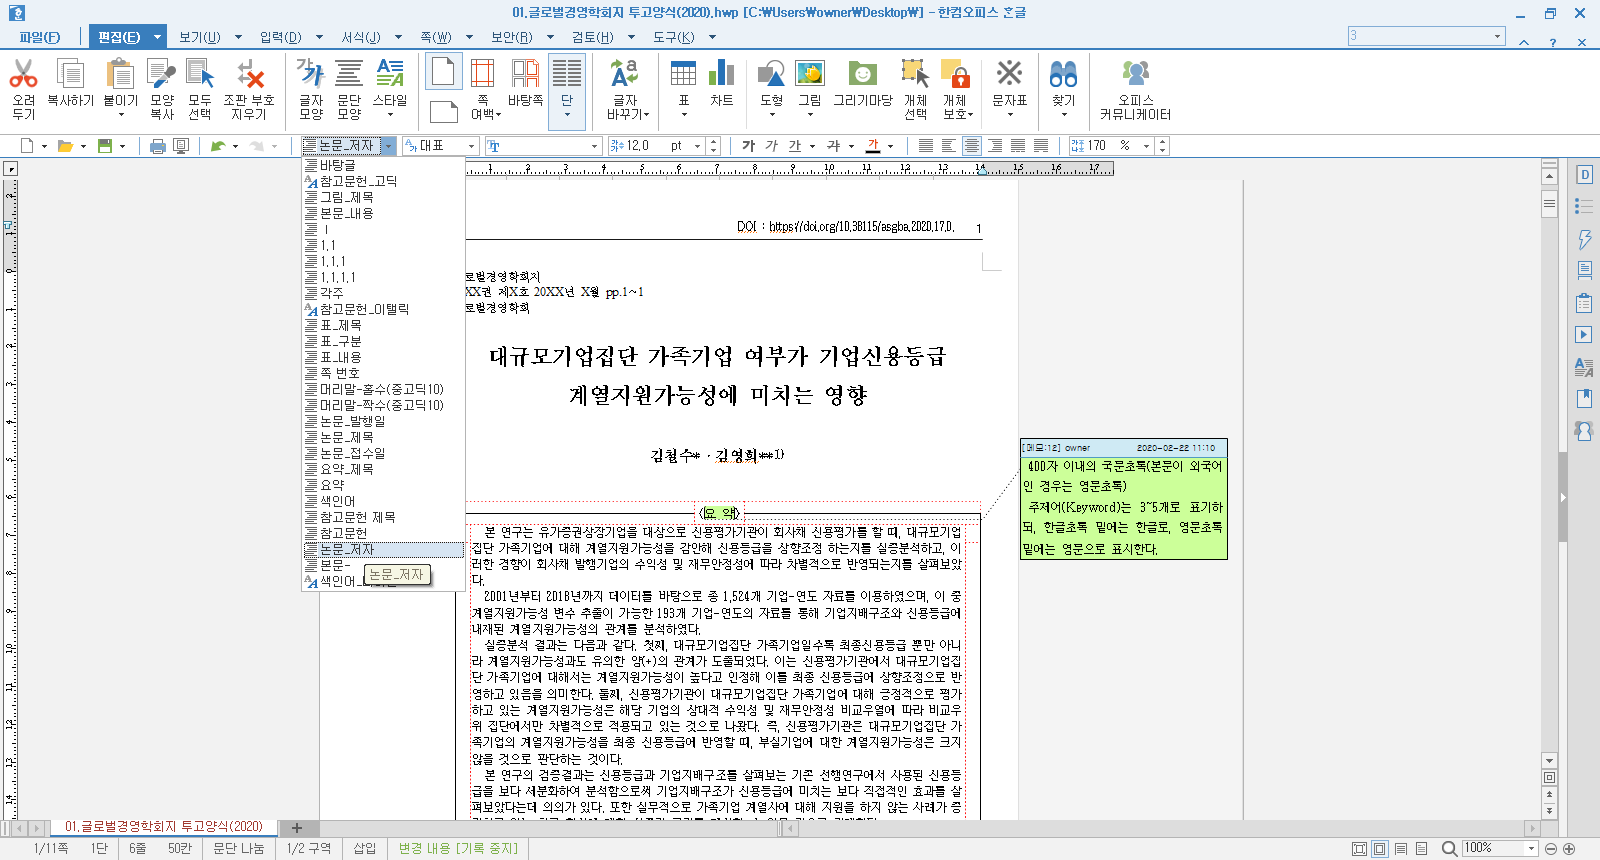 01.글로벌경영학회지 투고양식(2020).hwp [C:₩Users₩owner₩Desktop₩] - 한컴오피스 한글
파일(F) 편집(E) 보기(U) 입력(D) 서식(J) 쪽(W) 보안(R) 검토(H) 도구(K)
3
오려 두기 복사하기 붙이기 모양 복사 모두 선택 조판 부호 지우기 글자 모양 문단 모양 스타일 쪽 여백 바탕쪽 단 글자 바꾸기 표 차트 도형 그림 그리기마당 개체 선택 개체 보호 문자표 찾기 오피스 커뮤니케이터
논문_저자 대표 12,0 pt 가 가 가 가 가 170 %
바탕글
참고문헌_고딕
그림_제목
본문_내용
Ⅰ
1.1
1.1.1
1.1.1.1
각주
참고문헌_이탤릭
표_제목
표_구분
표_내용
쪽 번호
머리말-홀수(중고딕10)
머리말-짝수(중고딕10)
논문_발행일
논문_제목
논문_접수일
요약_제목
요약
색인어
참고문헌 제목
참고문헌
논문_저자
본문-
논문_저자
1 2 3 4 5 6 7 8 9 10 11 12 13 14 15 16 17
DOI : https://doi.org/10.38115/asgba.2020.17.0. 1
로벌경영학회지
XX권 제X호 20XX년 X월 pp.1~1
로벌경영학회
대규모기업집단 가족기업 여부가 기업신용등급
계열지원가능성에 미치는 영향
김철수* · 김영희**1)
[메모:12] owner 2020-02-22 11:10
400자 이내의 국문초록(본문이 외국어
인 경우는 영문초록)
주제어(Keyword)는 3~5개로 표기하
되, 한글초록 밑에는 한글로, 영문초록
밑에는 영문으로 표시한다.
〈요 약〉
본 연구는 유가증권상장기업을 대상으로 신용평가기관이 회사채 신용평가를 할 때, 대규모기업
집단 가족기업에 대해 계열지원가능성을 감안해 신용등급을 상향조정 하는지를 실증분석하고, 이
러한 경향이 회사채 발행기업의 수익성 및 재무안정성에 따라 차별적으로 반영되는지를 살펴보았
다.
2001년부터 2018년까지 데이터를 바탕으로 총 1,524개 기업-연도 자료를 이용하였으며, 이 중
계열지원가능성 변수 추출이 가능한 193개 기업-연도의 자료를 통해 기업지배구조와 신용등급에
내재된 계열지원가능성의 관계를 분석하였다.
실증분석 결과는 다음과 같다. 첫째, 대규모기업집단 가족기업일수록 최종신용등급 뿐만 아니
라 계열지원가능성과도 유의한 양(+)의 관계가 도출되었다. 이는 신용평가기관에서 대규모기업집
단 가족기업에 대해서는 계열지원가능성이 높다고 인정해 이를 최종 신용등급에 상향조정으로 반
영하고 있음을 의미한다. 둘째, 신용평가기관이 대규모기업집단 가족기업에 대해 긍정적으로 평가
하고 있는 계열지원가능성은 해당 기업의 상대적 수익성 및 재무안정성 비교우열에 따라 비교우
위 집단에서만 차별적으로 적용되고 있는 것으로 나왔다. 즉, 신용평가기관은 대규모기업집단 가
족기업의 계열지원가능성을 최종 신용등급에 반영할 때, 부실기업에 대한 계열지원가능성은 크지
않을 것으로 판단하는 것이다.
본 연구의 검증결과는 신용등급과 기업지배구조를 살펴보는 기존 선행연구에서 사용된 신용등
급을 보다 세분화하여 분석함으로써 기업지배구조가 신용등급에 미치는 보다 직접적인 효과를 살
펴보았다는데 의의가 있다. 또한 실무적으로 가족기업 계열사에 대해 지원을 하지 않는 사례가 증
01.글로벌경영학회지 투고양식(2020)
1/11쪽 1단 6줄 50칸 문단 나눔 1/2 구역 삽입 변경 내용 [기록 중지] 100%